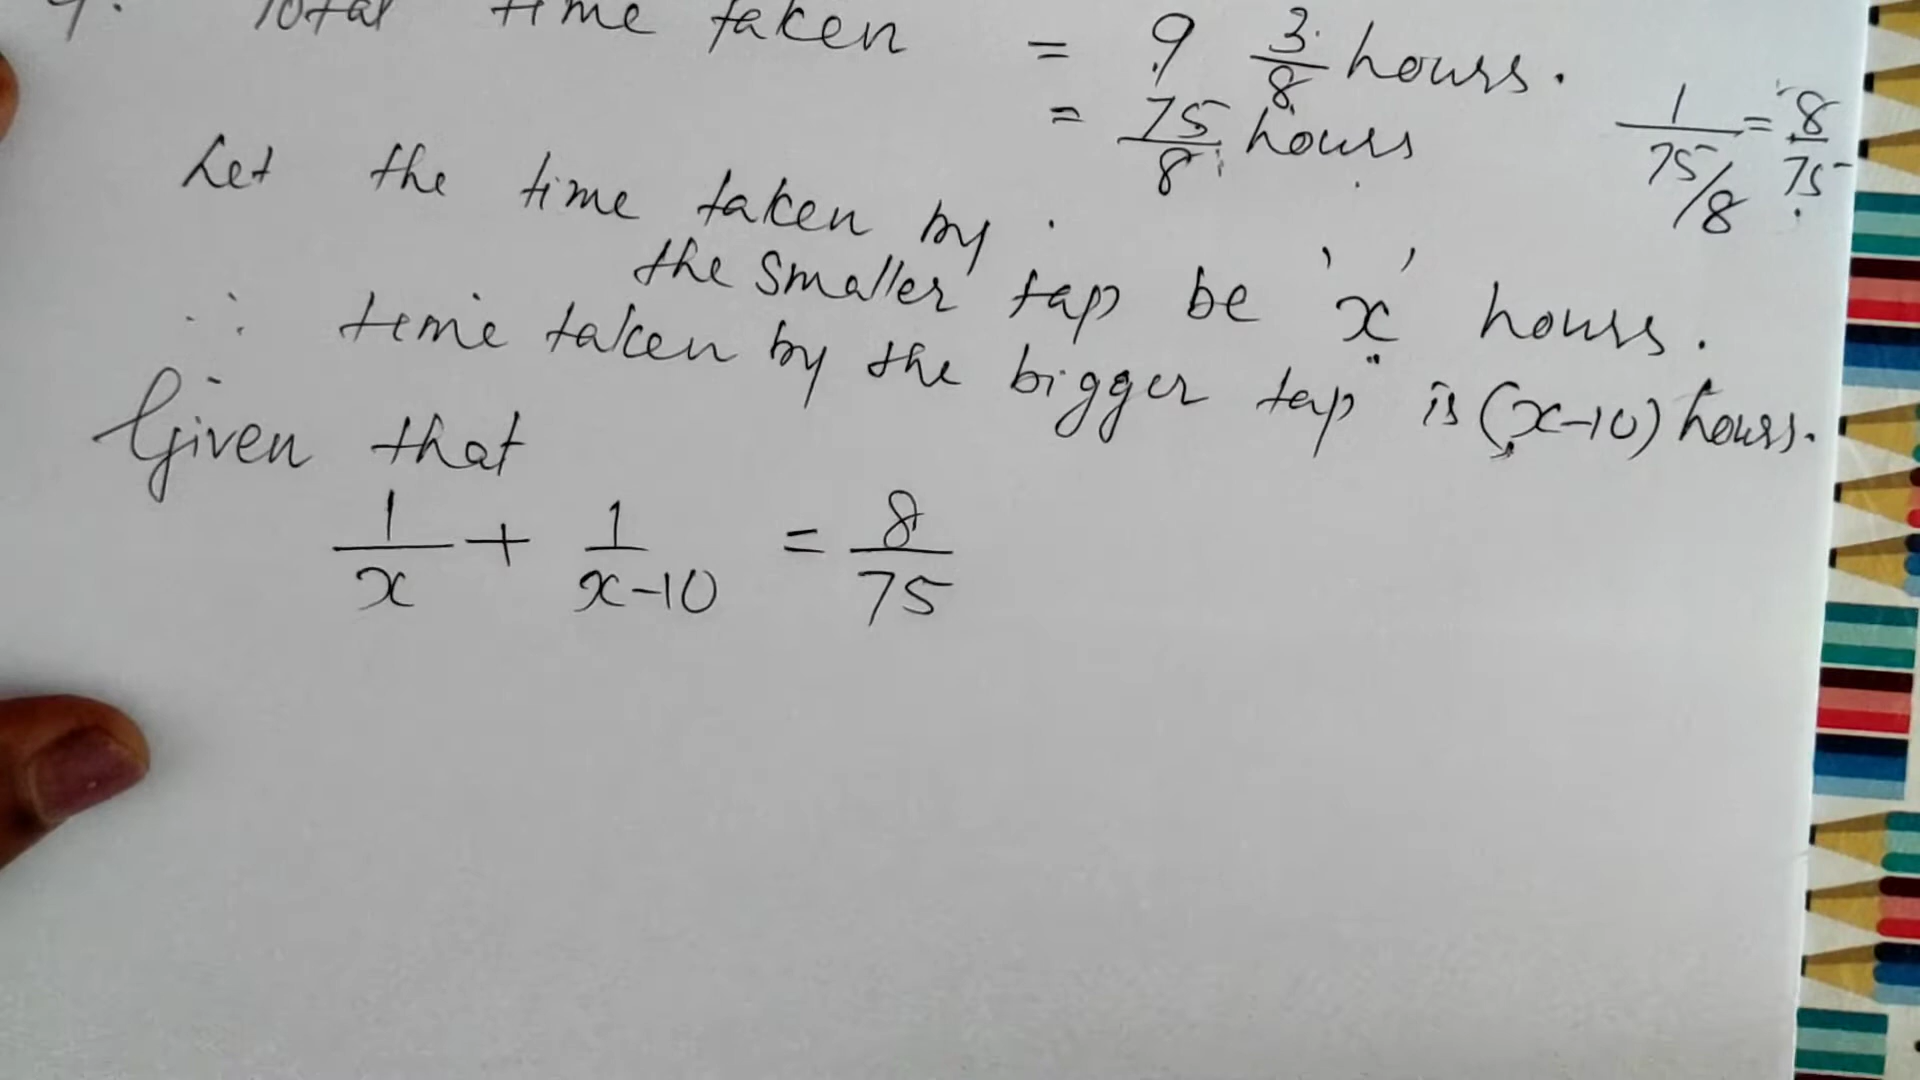 9. Total time taken = 9 3/8 hours.
= 75/8 hours
1/(75/8) = 8/75
Let the time taken by
the smaller tap be 'x' hours.
∴ time taken by the bigger tap is (x-10) hours.
Given that
1/x + 1/(x-10) = 8/75